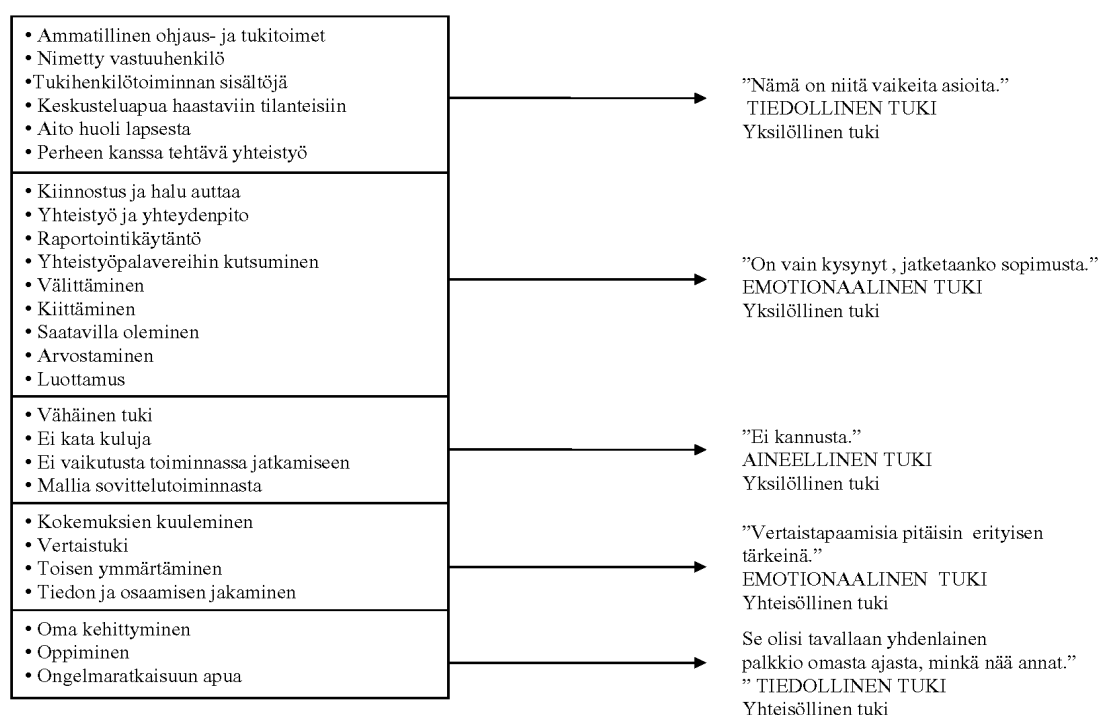 • Ammatillinen ohjaus- ja tukitoimet
• Nimetty vastuuhenkilö
•Tukihenkilötoiminnan sisältöjä
• Keskusteluapua haastaviin tilanteisiin
• Aito huoli lapsesta
• Perheen kanssa tehtävä yhteistyö
”Nämä on niitä vaikeita asioita.”
TIEDOLLINEN TUKI
Yksilöllinen tuki
• Kiinnostus ja halu auttaa
• Yhteistyö ja yhteydenpito
• Raportointikäytäntö
• Yhteistyöpalavereihin kutsuminen
• Välittäminen
• Kiittäminen
• Saatavilla oleminen
• Arvostaminen
• Luottamus
”On vain kysynyt , jatketaanko sopimusta.”
EMOTIONAALINEN TUKI
Yksilöllinen tuki
• Vähäinen tuki
• Ei kata kuluja
• Ei vaikutusta toiminnassa jatkamiseen
• Mallia sovittelutoiminnasta
”Ei kannusta.”
AINEELLINEN TUKI
Yksilöllinen tuki
• Kokemuksien kuuleminen
• Vertaistuki
• Toisen ymmärtäminen
• Tiedon ja osaamisen jakaminen
”Vertaistapaamisia pitäisin erityisen
tärkeinä.”
EMOTIONAALINEN TUKI
Yhteisöllinen tuki
• Oma kehittyminen
• Oppiminen
• Ongelmaratkaisuun apua
Se olisi tavallaan yhdenlainen
palkkio omasta ajasta, minkä nää annat.”
” TIEDOLLINEN TUKI
Yhteisöllinen tuki